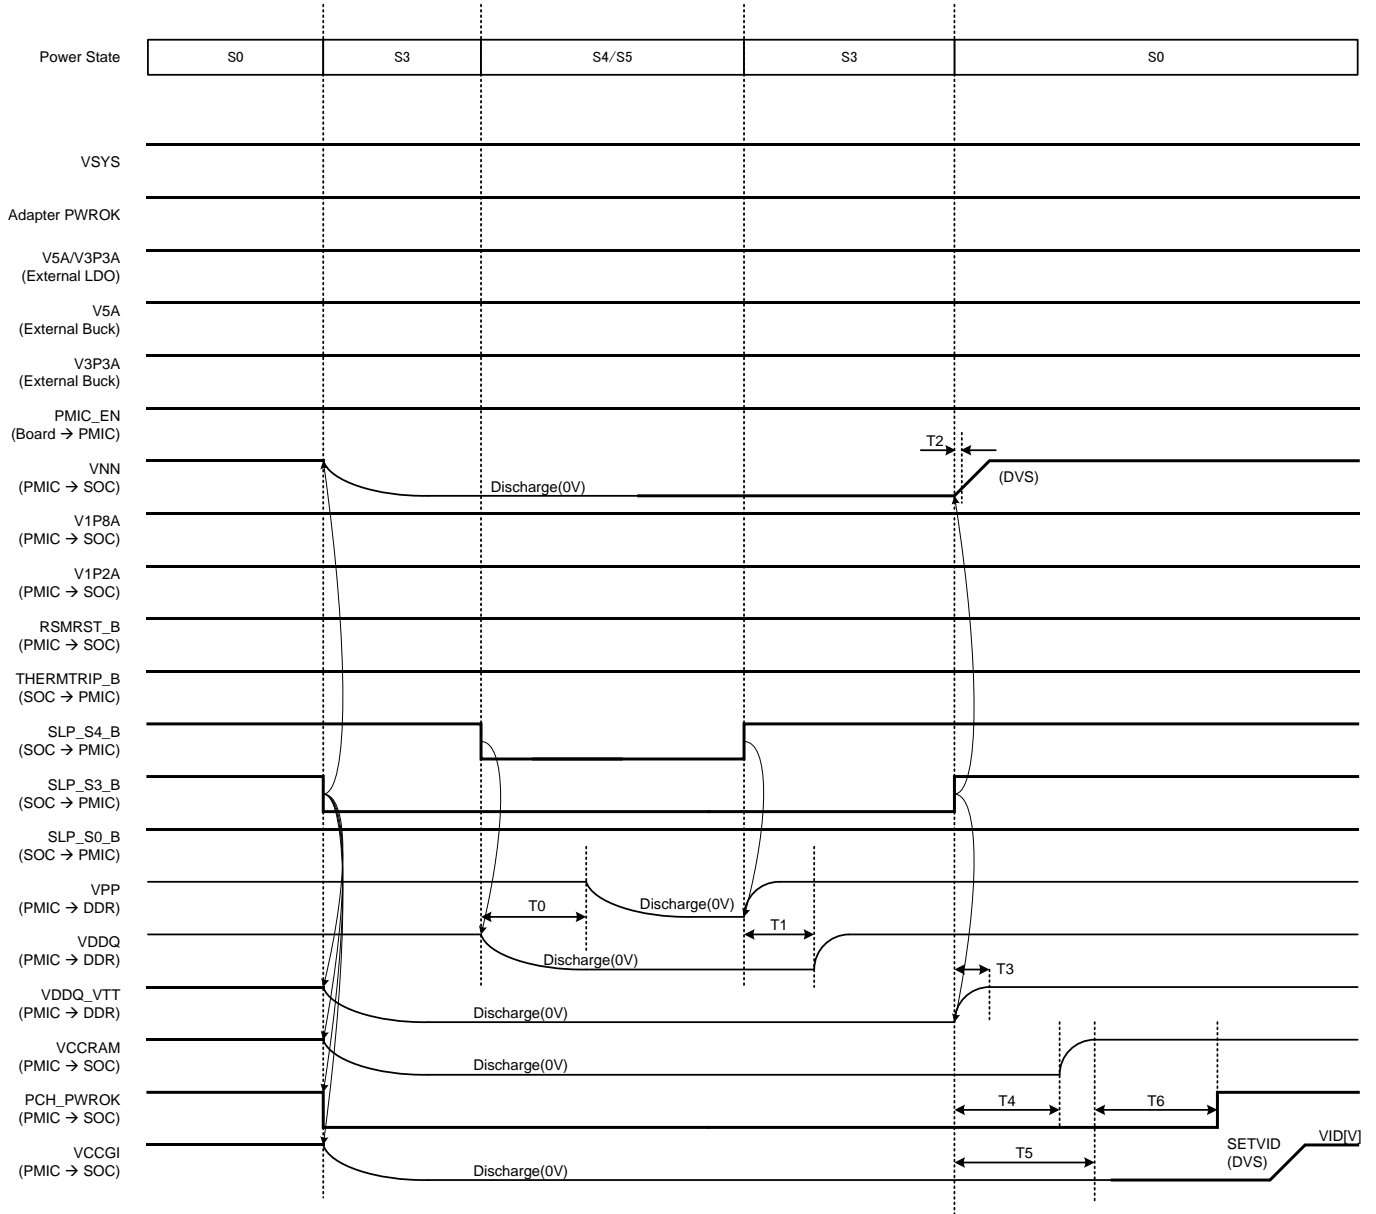 Power State
S0
S3
S4/S5
S3
S0
VSYS
Adapter PWROK
V5A/V3P3A
(External LDO)
V5A
(External Buck)
V3P3A
(External Buck)
PMIC_EN
(Board → PMIC)
T2
VNN
(PMIC → SOC)
Discharge(0V)
(DVS)
V1P8A
(PMIC → SOC)
V1P2A
(PMIC → SOC)
RSMRST_B
(PMIC → SOC)
THERMTRIP_B
(SOC → PMIC)
SLP_S4_B
(SOC → PMIC)
SLP_S3_B
(SOC → PMIC)
SLP_S0_B
(SOC → PMIC)
VPP
(PMIC → DDR)
T0
Discharge(0V)
VDDQ
(PMIC → DDR)
Discharge(0V)
T1
VDDQ_VTT
(PMIC → DDR)
Discharge(0V)
T3
VCCRAM
(PMIC → SOC)
Discharge(0V)
PCH_PWROK
(PMIC → SOC)
T4
T6
VCCGI
(PMIC → SOC)
Discharge(0V)
T5
SETVID
(DVS)
VID[V]